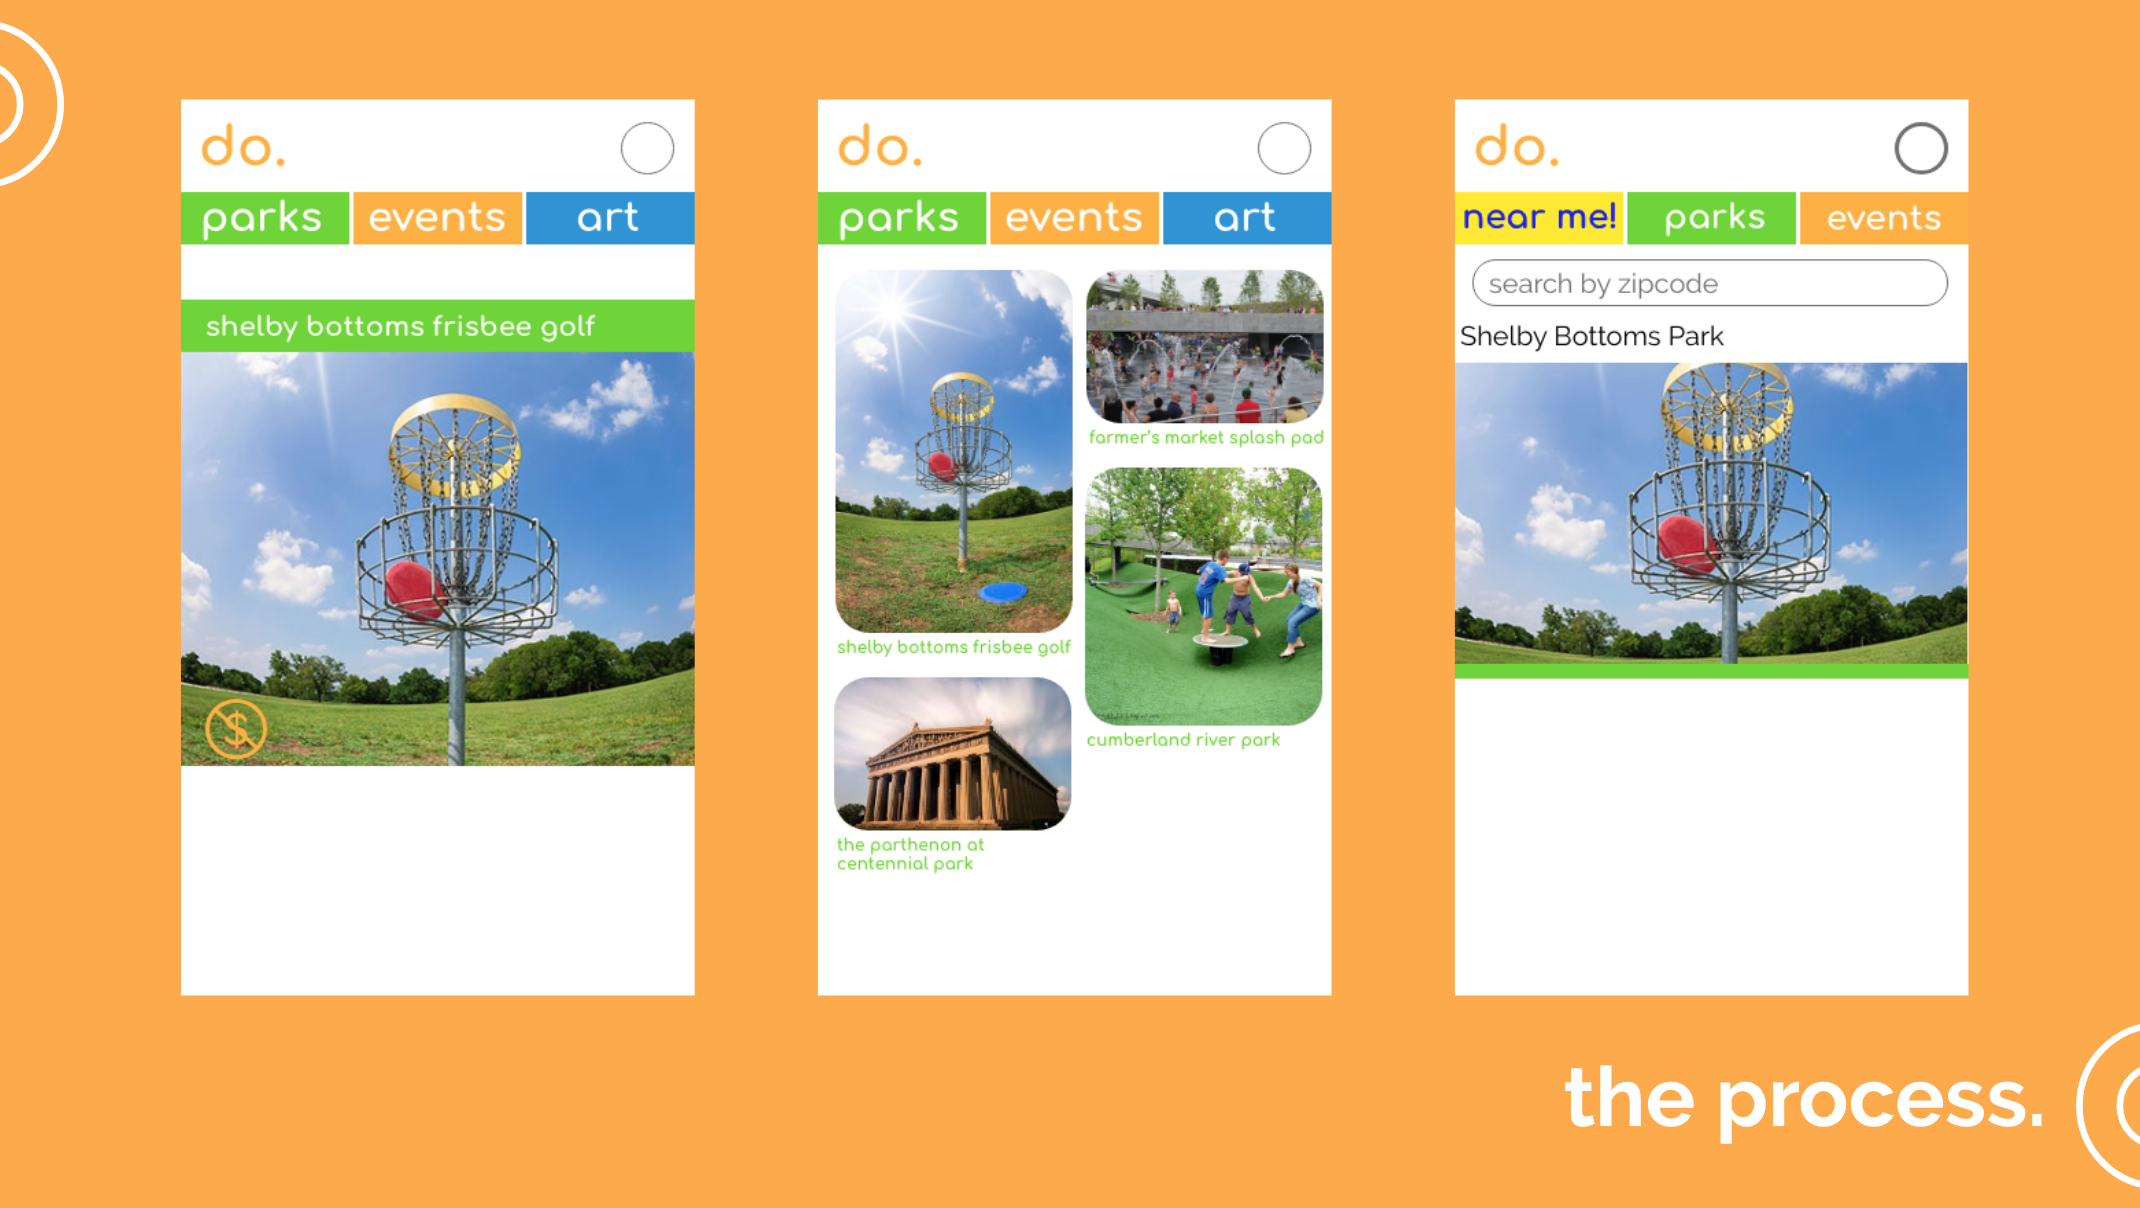 do.
parks events art
shelby bottoms frisbee golf
$
do.
parks events art
farmer's market splash pad
shelby bottoms frisbee golf
cumberland river park
the parthenon at
centennial park
do.
near me! parks events
search by zipcode
Shelby Bottoms Park
the process.